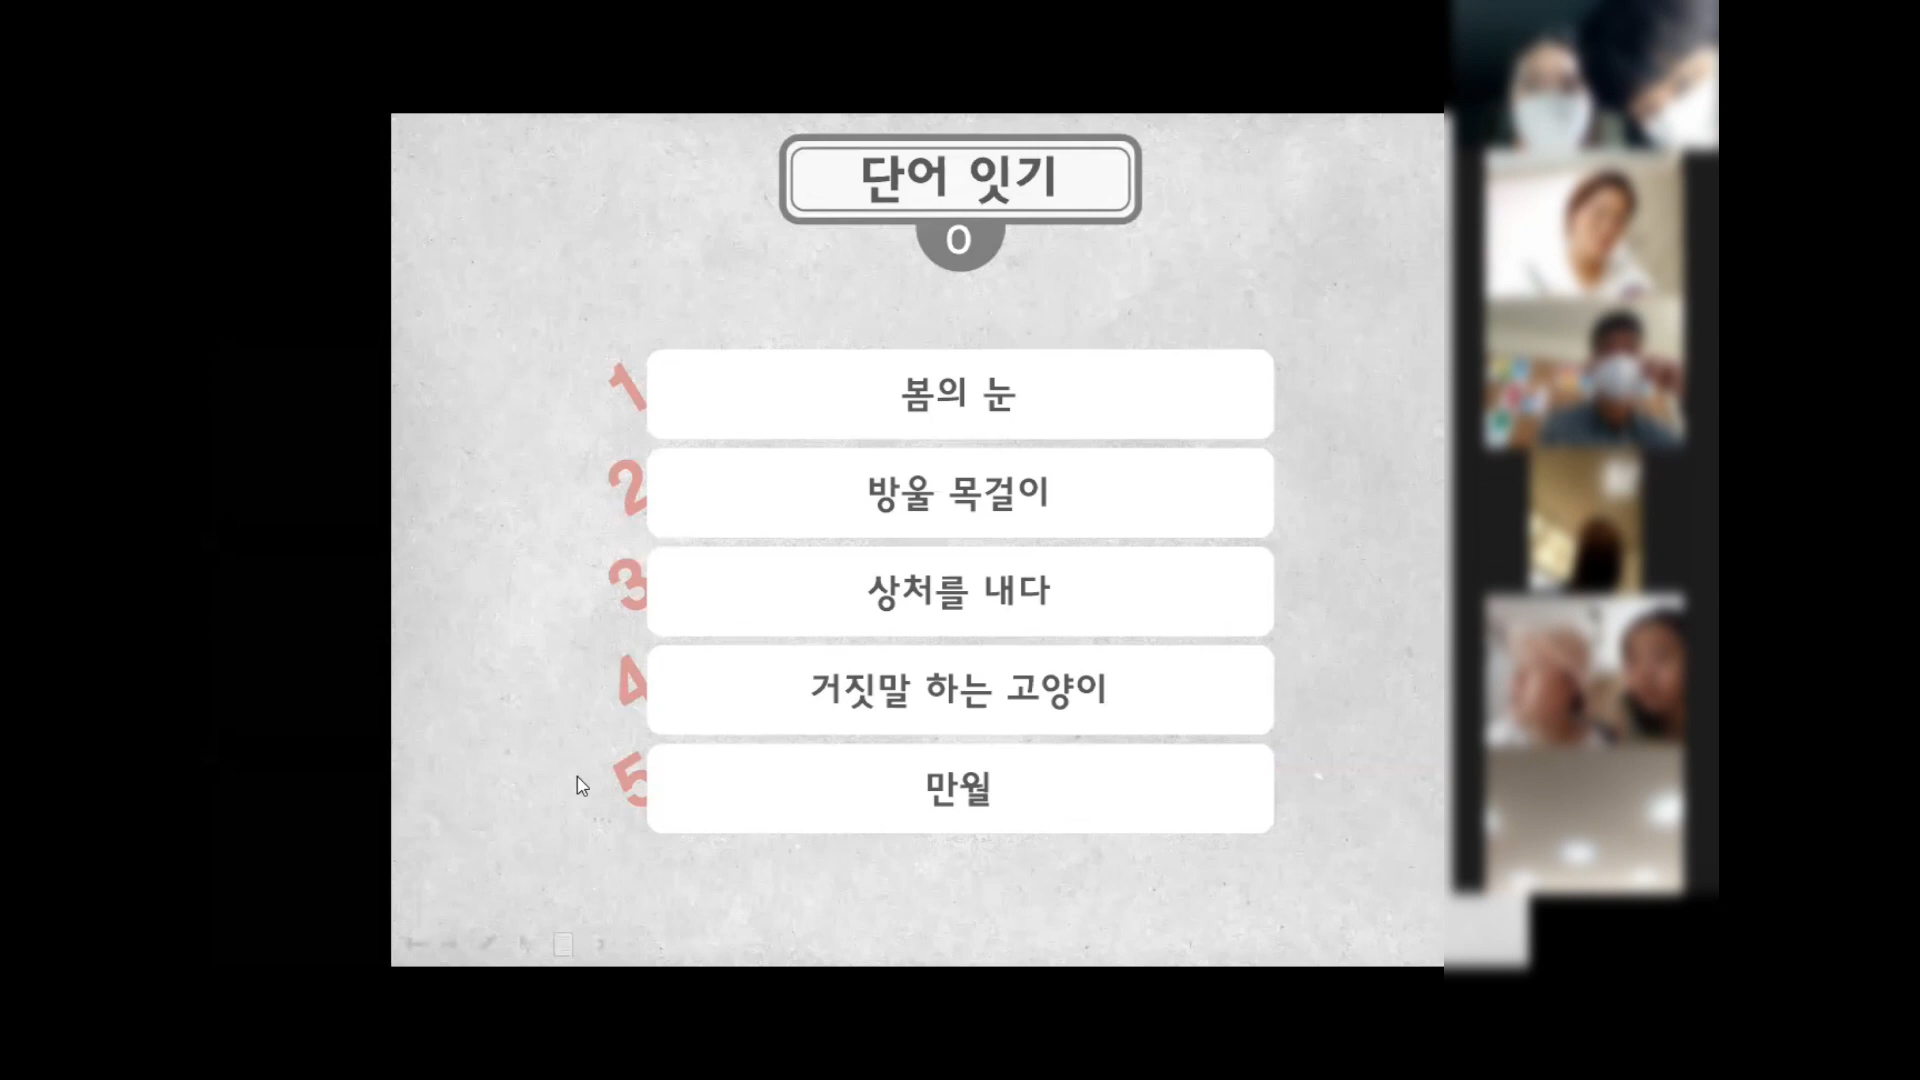 단어 잇기
0
1 봄의 눈
2 방울 목걸이
3 상처를 내다
4 거짓말 하는 고양이
5 만월